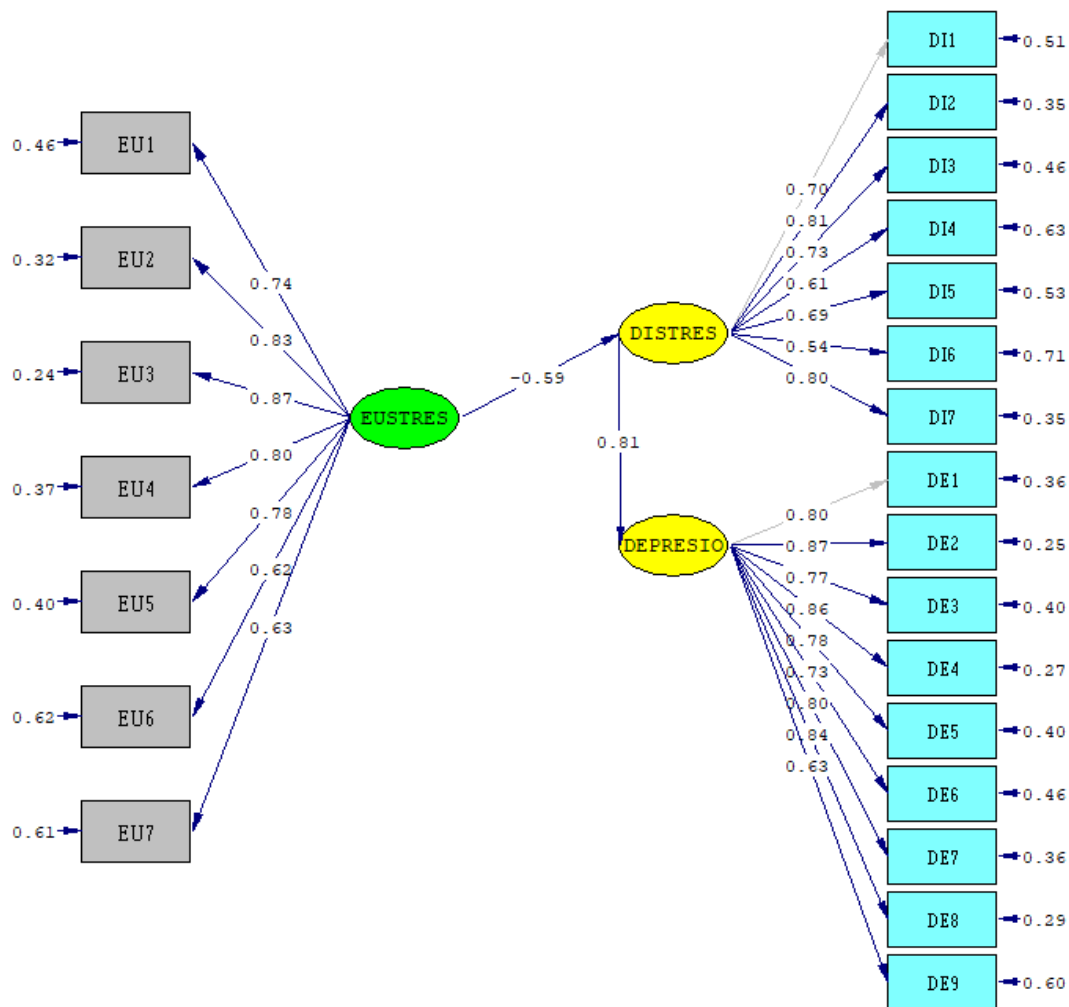 0.46 EU1
0.32 EU2
0.24 EU3
0.37 EU4
0.40 EU5
0.62 EU6
0.61 EU7
0.74
0.83
0.87
0.80
0.78
0.62
0.63
EUSTRES
-0.59
DISTRES
0.81
DEPRESIO
0.70
0.81
0.73
0.61
0.69
0.54
0.80
0.80
0.87
0.77
0.86
0.78
0.73
0.80
0.84
0.63
DI1 0.51
DI2 0.35
DI3 0.46
DI4 0.63
DI5 0.53
DI6 0.71
DI7 0.35
DE1 0.36
DE2 0.25
DE3 0.40
DE4 0.27
DE5 0.40
DE6 0.46
DE7 0.36
DE8 0.29
DE9 0.60